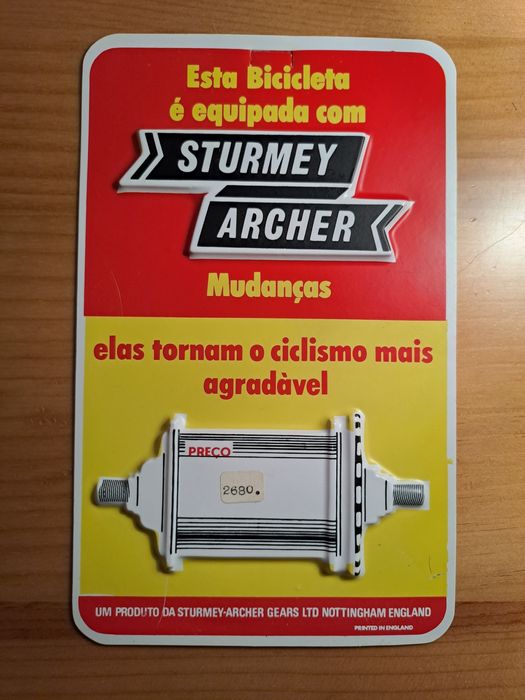 Esta Bicicleta
é equipada com
STURMEY
ARCHER
Mudanças
elas tornam o ciclismo mais
agradàvel
PREÇO
2680.
UM PRODUTO DA STURMEY-ARCHER GEARS LTD NOTTINGHAM ENGLAND
PRINTED IN ENGLAND